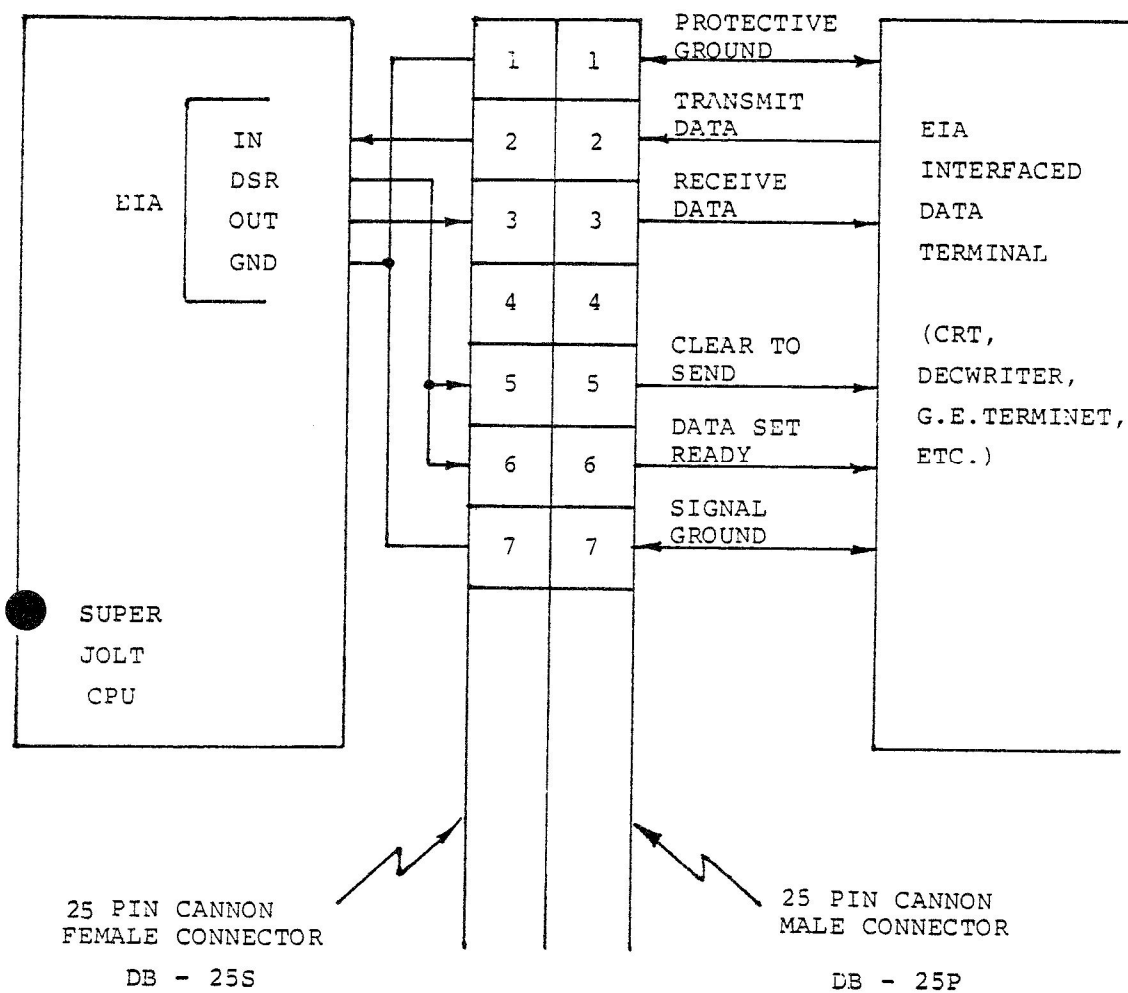 EIA
IN
DSR
OUT
GND
SUPER
JOLT
CPU
1 1
2 2
3 3
4 4
5 5
6 6
7 7
PROTECTIVE
GROUND
TRANSMIT
DATA
RECEIVE
DATA
CLEAR TO
SEND
DATA SET
READY
SIGNAL
GROUND
EIA
INTERFACED
DATA
TERMINAL
(CRT,
DECWRITER,
G.E.TERMINET,
ETC.)
25 PIN CANNON
FEMALE CONNECTOR
DB - 25S
25 PIN CANNON
MALE CONNECTOR
DB - 25P